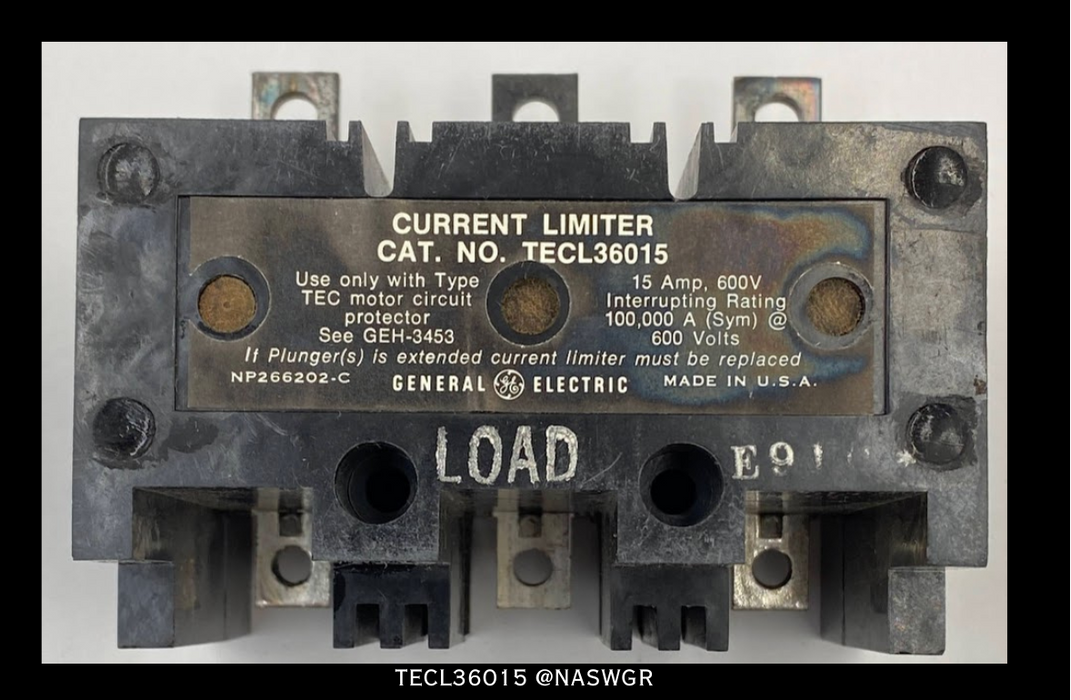 CURRENT LIMITER
CAT. NO. TECL36015
Use only with Type
TEC motor circuit
protector
See GEH-3453
15 Amp, 600V
Interrupting Rating
100,000 A (Sym) @
600 Volts
If Plunger(s) is extended current limiter must be replaced
NP266202-C
GENERAL GE ELECTRIC
MADE IN U.S.A.
LOAD
TECL36015 @NASWGR